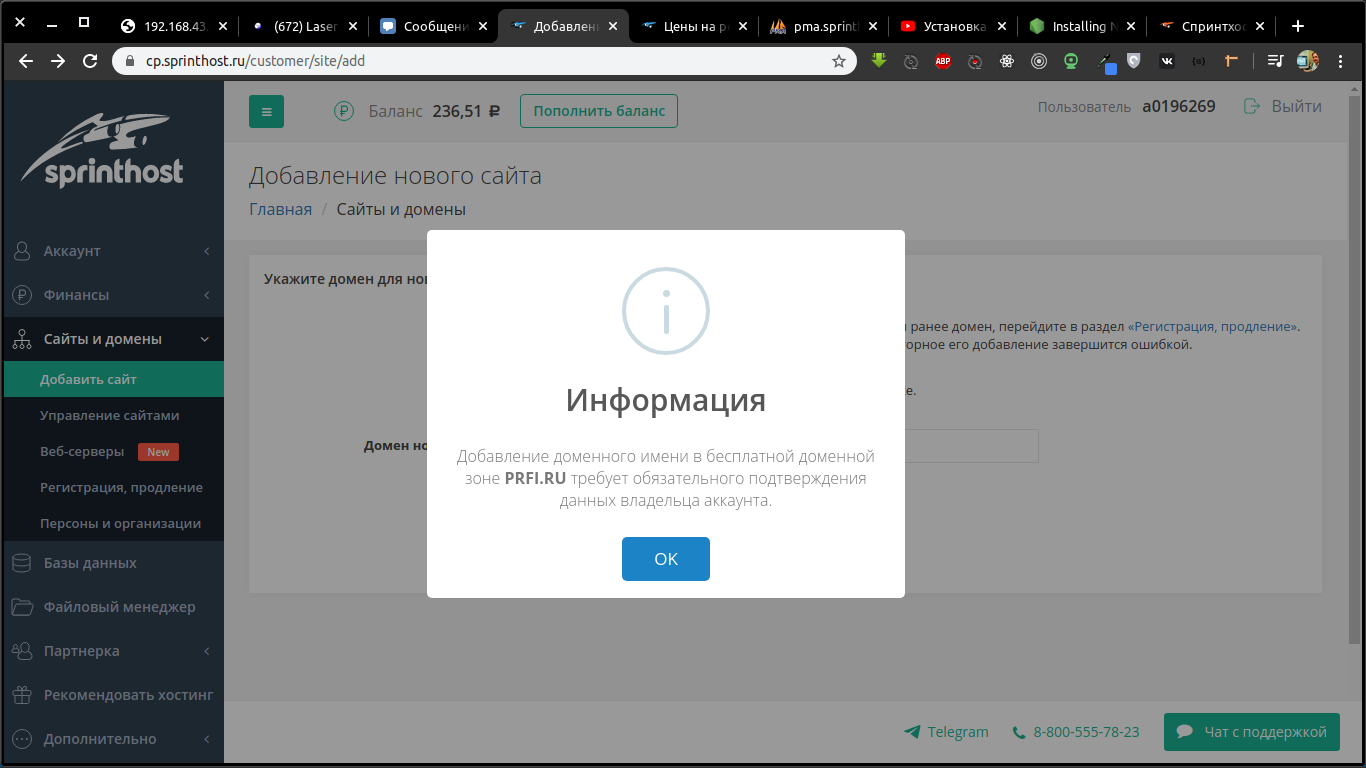 192.168.43.
(672) Laser
Сообщени
Добавлен
Цены на р
pma.sprint
Установка
Installing N
Спринтхос
cp.sprinthost.ru/customer/site/add
ABP
sprinthost
Баланс 236,51 ₽
Пополнить баланс
Пользователь a0196269
Выйти
Добавление нового сайта
Главная / Сайты и домены
Аккаунт
Финансы
Сайты и домены
Добавить сайт
Управление сайтами
Веб-серверы New
Регистрация, продление
Персоны и организации
Базы данных
Файловый менеджер
Партнерка
Рекомендовать хостинг
Дополнительно
Укажите домен для но
ранее домен, перейдите в раздел «Регистрация, продление».
торное его добавление завершится ошибкой.
е.
Домен но
Информация
Добавление доменного имени в бесплатной доменной
зоне PRFI.RU требует обязательного подтверждения
данных владельца аккаунта.
OK
Telegram
8-800-555-78-23
Чат с поддержкой